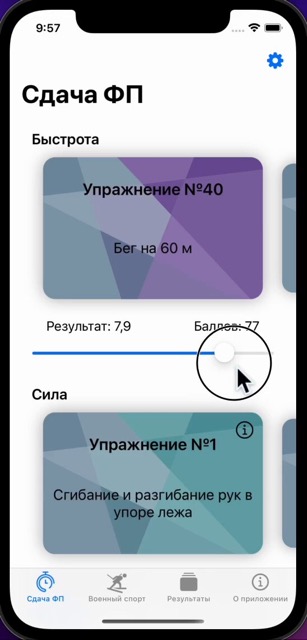 9:57
Сдача ФП
Быстрота
Упражнение №40
Бег на 60 м
Результат: 7,9
Баллов: 77
Сила
Упражнение №1
Сгибание и разгибание рук в
упоре лежа
Сдача ФП
Военный спорт
Результаты
О приложении